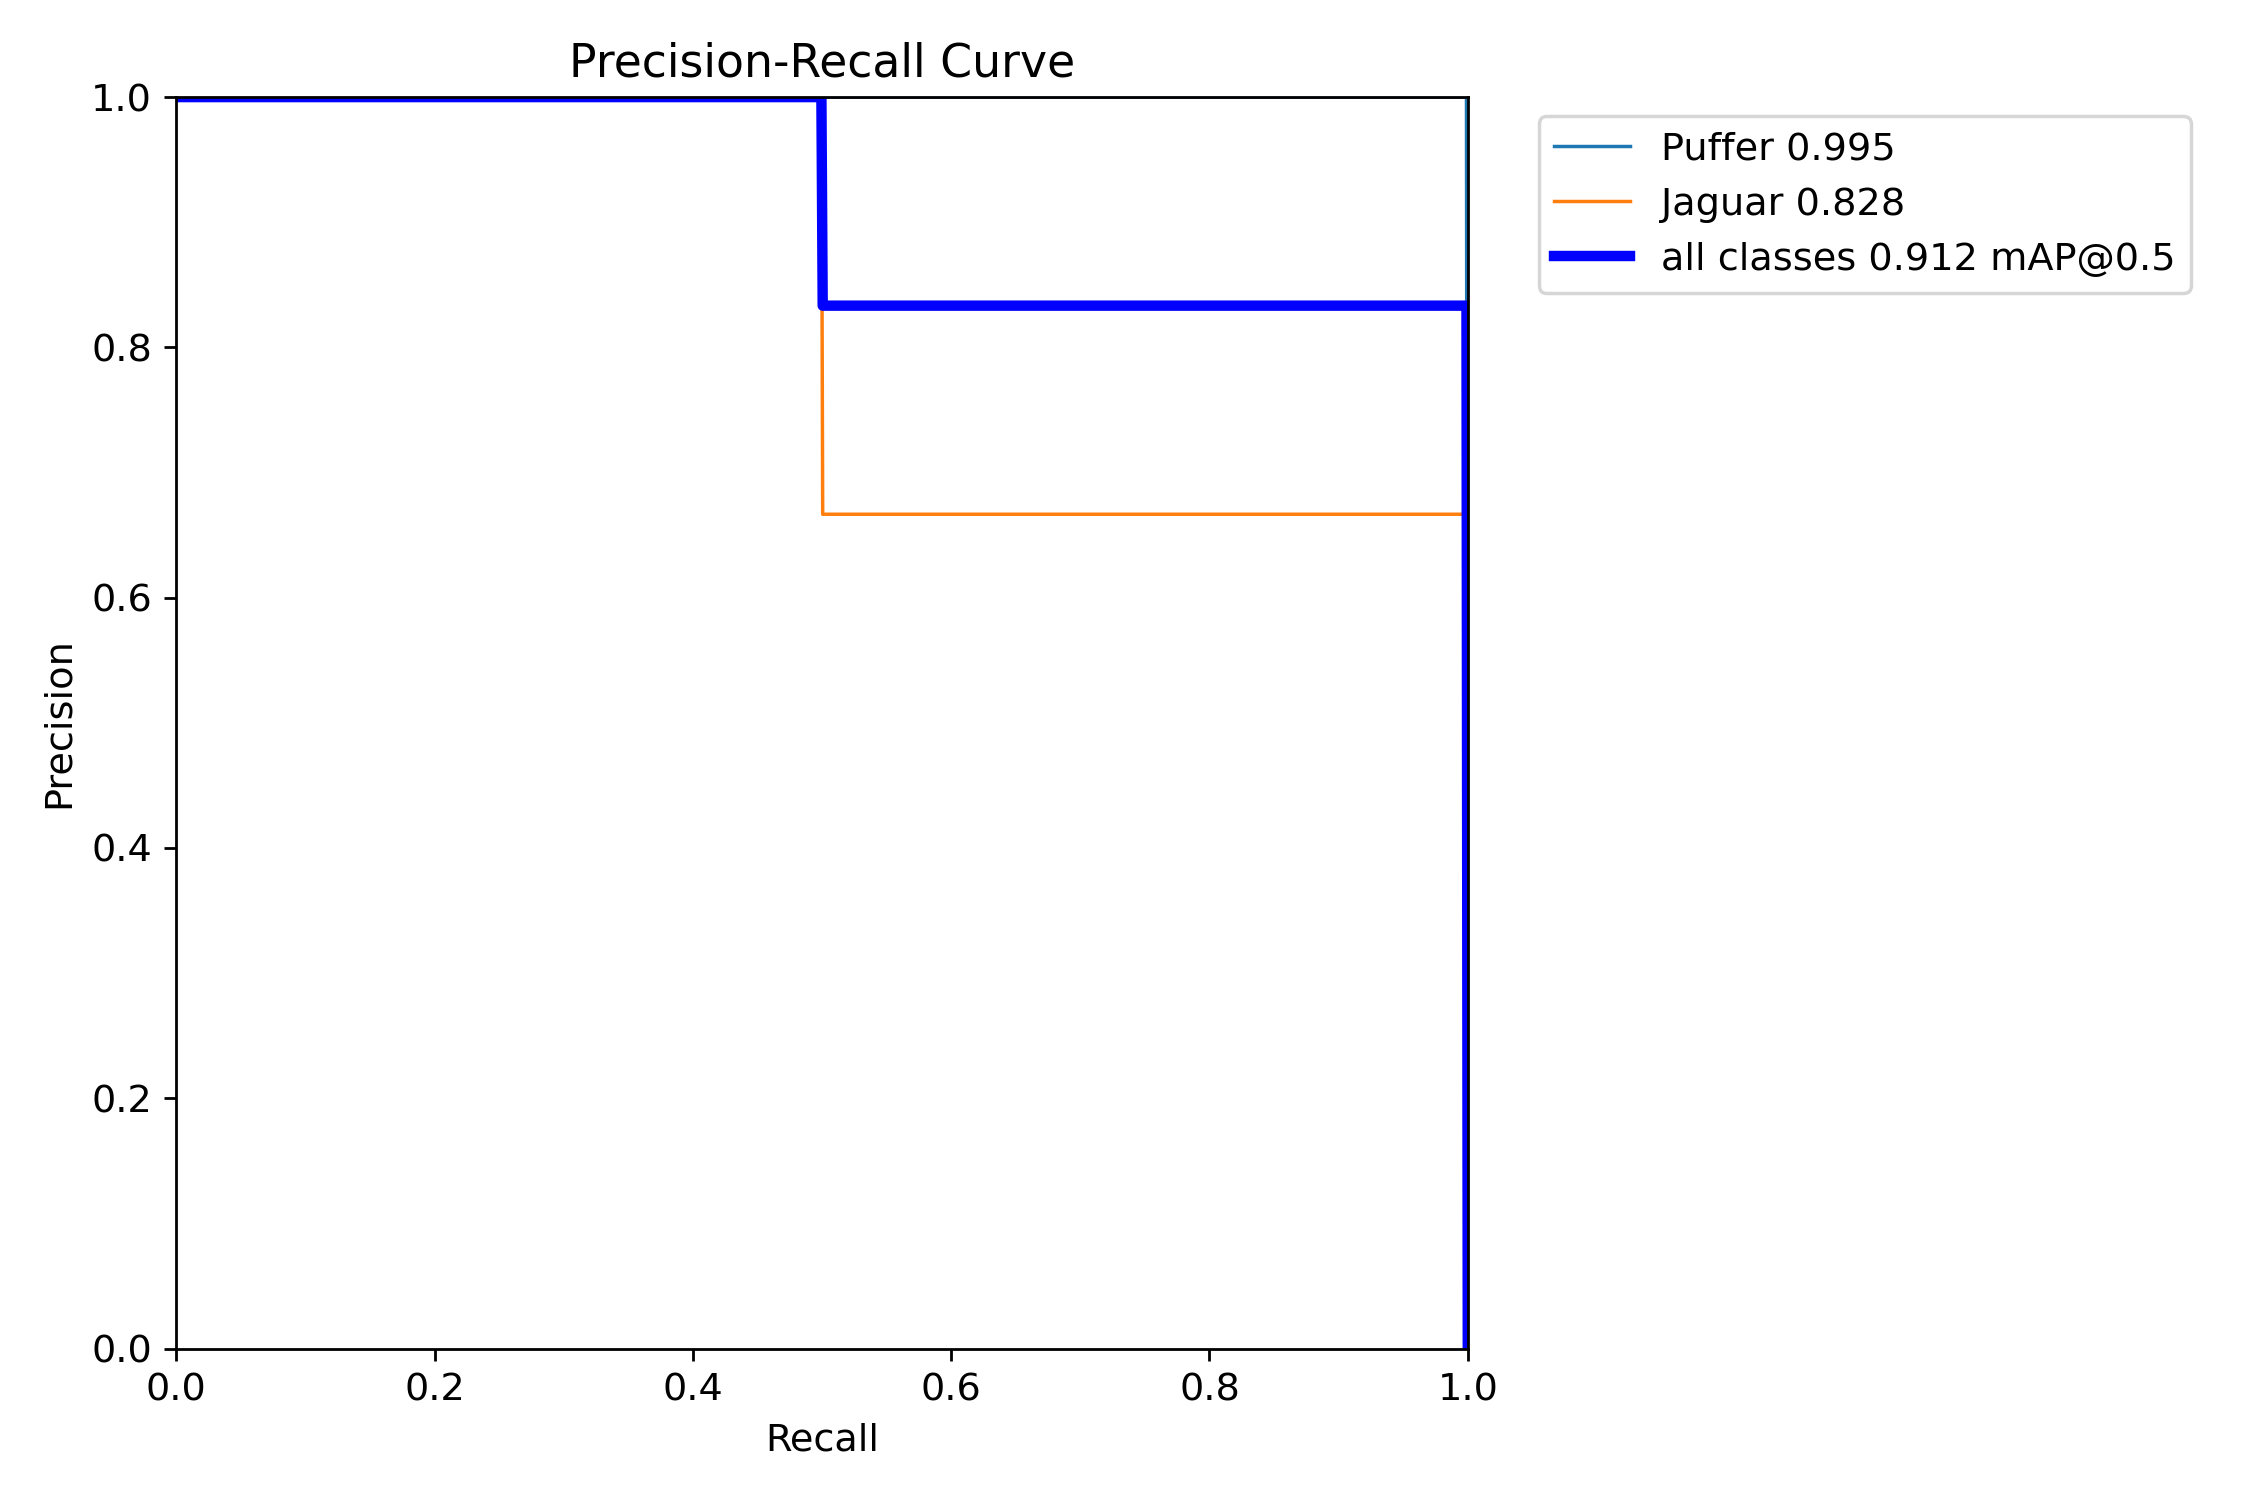 Precision-Recall Curve
1.0
0.8
0.6
0.4
0.2
0.0
Precision
0.0 0.2 0.4 0.6 0.8 1.0
Recall
Puffer 0.995
Jaguar 0.828
all classes 0.912 mAP@0.5